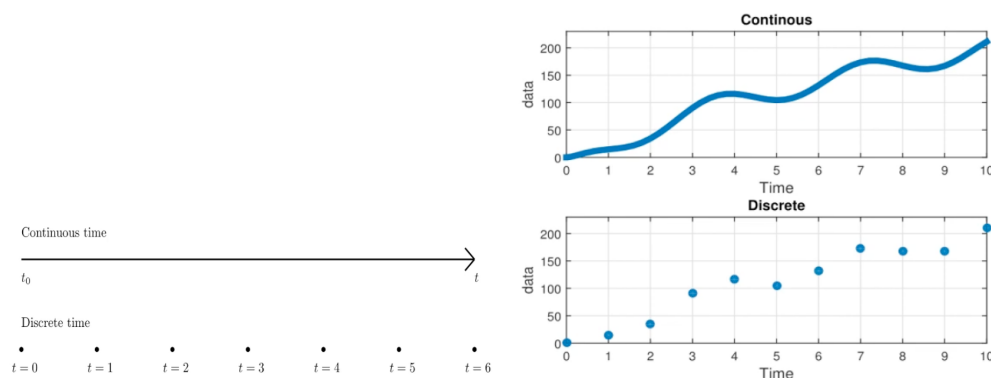 Continuous time
t₀ t
Discrete time
t = 0 t = 1 t = 2 t = 3 t = 4 t = 5 t = 6
Continous
200
150
100
50
0
data
0 1 2 3 4 5 6 7 8 9 10
Time
Discrete
200
150
100
50
0
data
0 1 2 3 4 5 6 7 8 9 10
Time